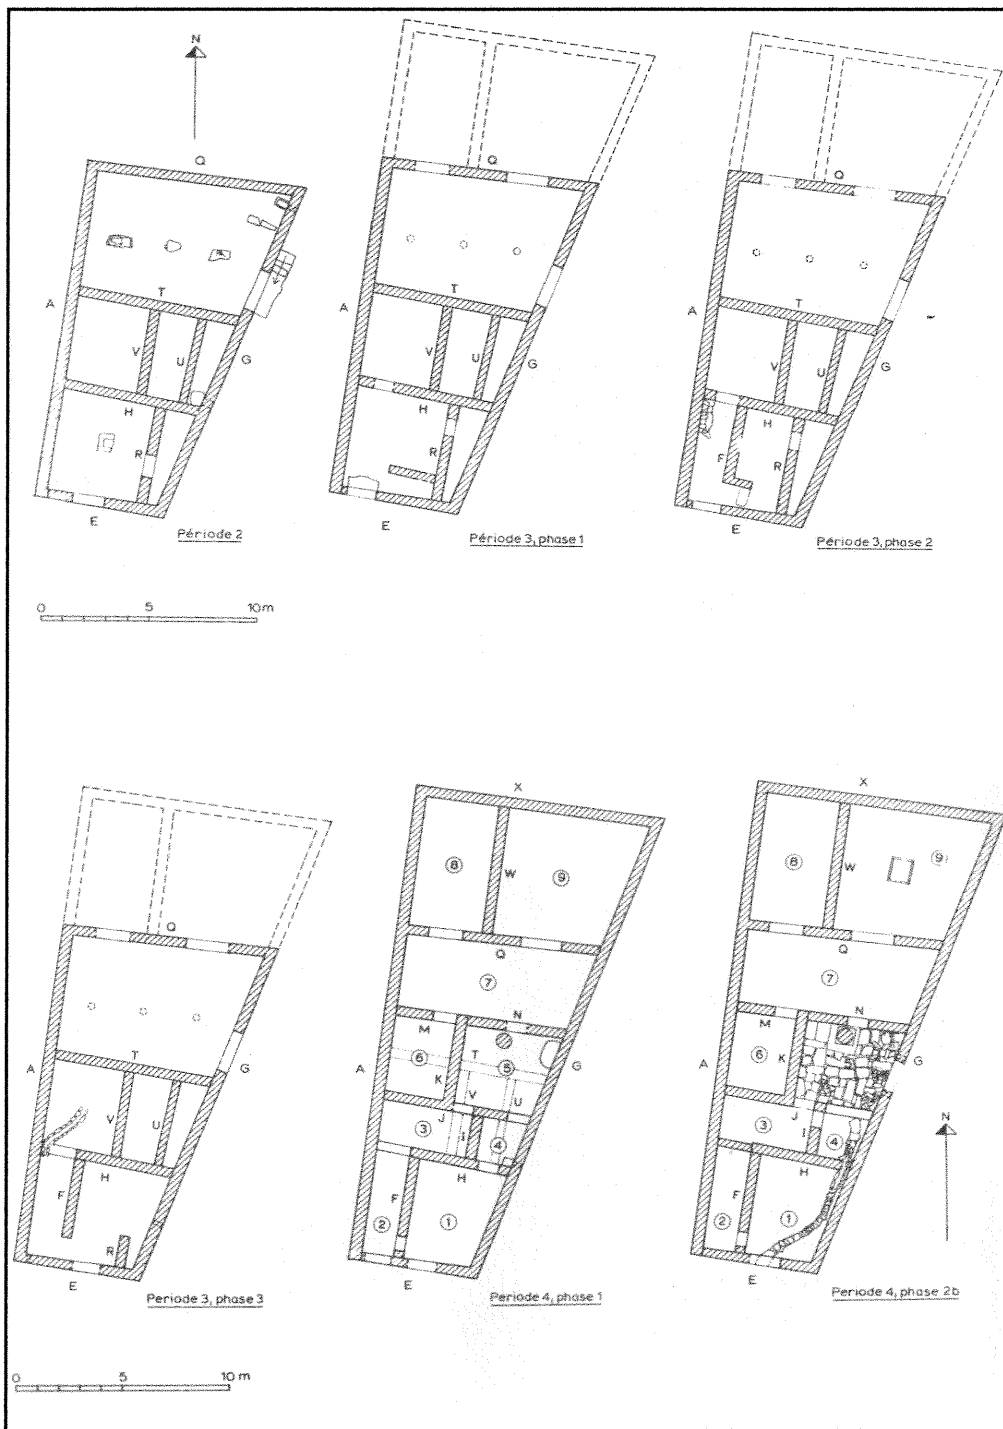 N
Q
A
T
V
U
G
H
R
E
Période 2
Q
A
T
V
U
G
H
R
E
Période 3, phase 1
Q
A
T
V
U
G
H
F
R
E
Période 3, phase 2
0 5 10 m
Q
A
T
G
V
U
H
F
R
E
Periode 3, phase 3
X
8
W
9
Q
7
M
N
A
6
T
5
G
K
V
U
J
3
I
4
H
F
2
1
E
Periode 4, phase 1
X
8
W
9
Q
7
M
N
A
6
K
5
G
J
3
I
4
H
F
2
1
E
N
Periode 4, phase 2b
0 5 10 m